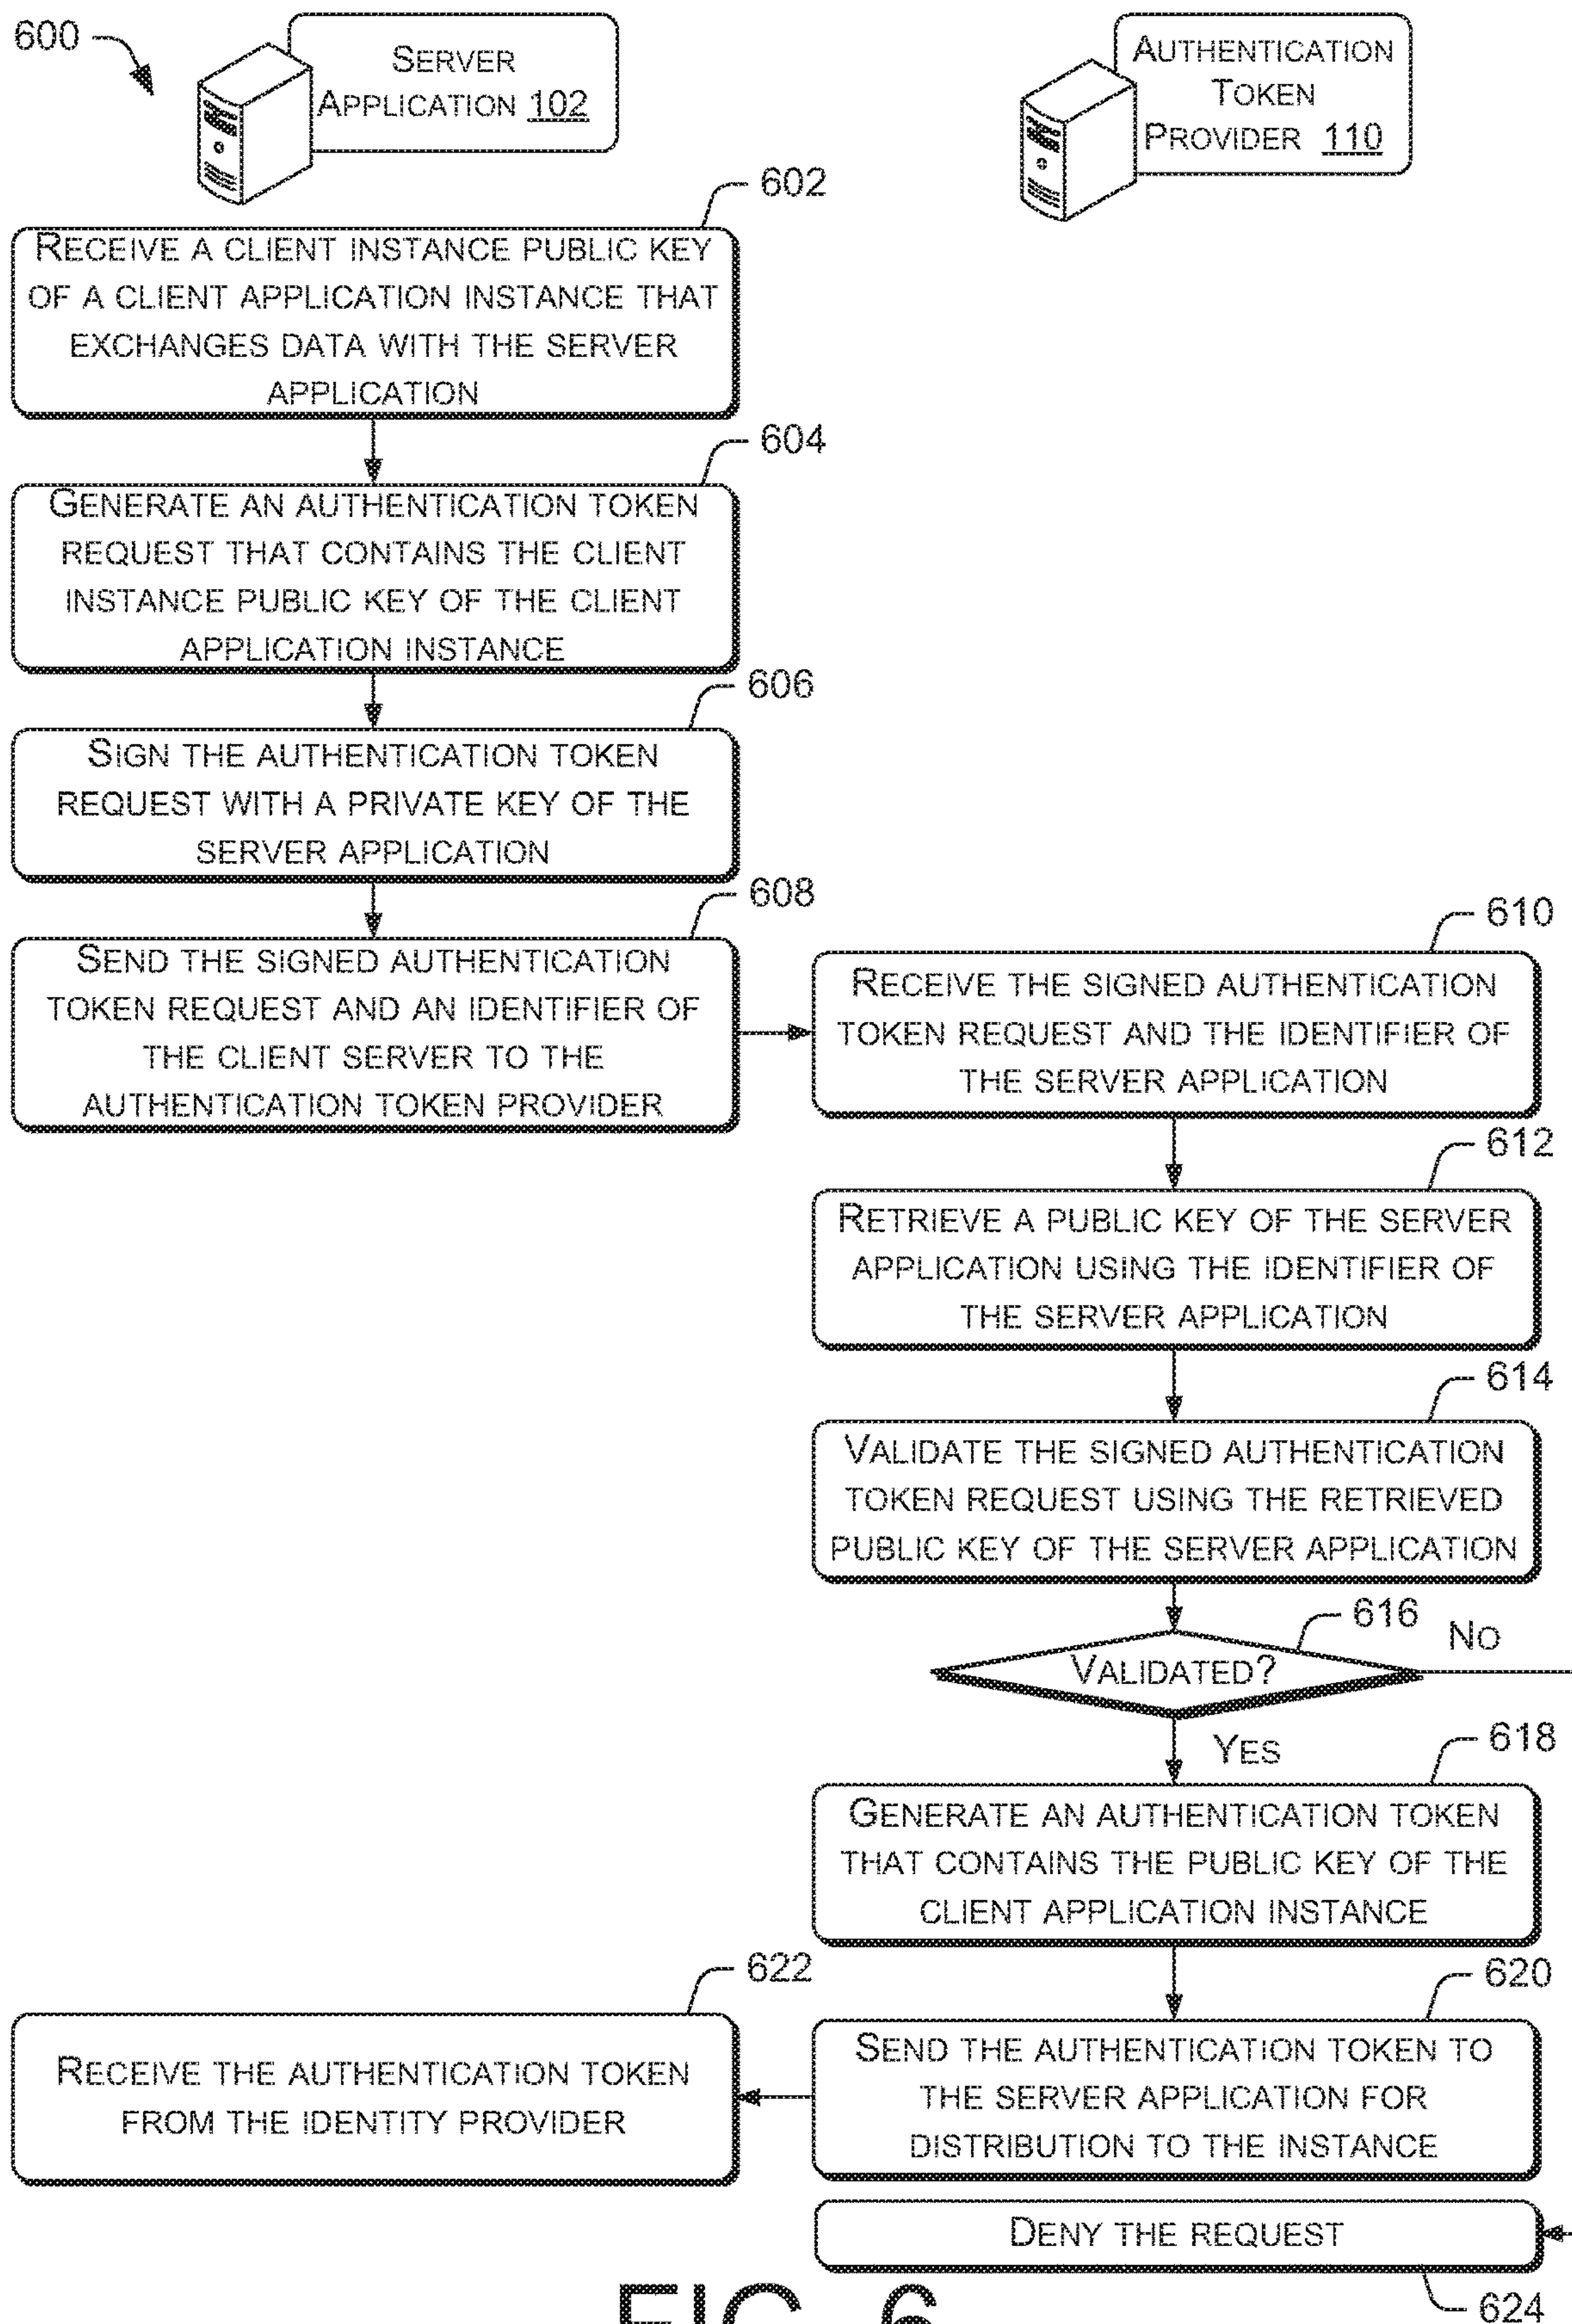 600
SERVER
APPLICATION 102
AUTHENTICATION
TOKEN
PROVIDER 110
602
RECEIVE A CLIENT INSTANCE PUBLIC KEY
OF A CLIENT APPLICATION INSTANCE THAT
EXCHANGES DATA WITH THE SERVER
APPLICATION
604
GENERATE AN AUTHENTICATION TOKEN
REQUEST THAT CONTAINS THE CLIENT
INSTANCE PUBLIC KEY OF THE CLIENT
APPLICATION INSTANCE
606
SIGN THE AUTHENTICATION TOKEN
REQUEST WITH A PRIVATE KEY OF THE
SERVER APPLICATION
608
SEND THE SIGNED AUTHENTICATION
TOKEN REQUEST AND AN IDENTIFIER OF
THE CLIENT SERVER TO THE
AUTHENTICATION TOKEN PROVIDER
610
RECEIVE THE SIGNED AUTHENTICATION
TOKEN REQUEST AND THE IDENTIFIER OF
THE SERVER APPLICATION
612
RETRIEVE A PUBLIC KEY OF THE SERVER
APPLICATION USING THE IDENTIFIER OF
THE SERVER APPLICATION
614
VALIDATE THE SIGNED AUTHENTICATION
TOKEN REQUEST USING THE RETRIEVED
PUBLIC KEY OF THE SERVER APPLICATION
616
NO
VALIDATED?
YES
618
GENERATE AN AUTHENTICATION TOKEN
THAT CONTAINS THE PUBLIC KEY OF THE
CLIENT APPLICATION INSTANCE
620
SEND THE AUTHENTICATION TOKEN TO
THE SERVER APPLICATION FOR
DISTRIBUTION TO THE INSTANCE
622
RECEIVE THE AUTHENTICATION TOKEN
FROM THE IDENTITY PROVIDER
DENY THE REQUEST
624
FIG. 6